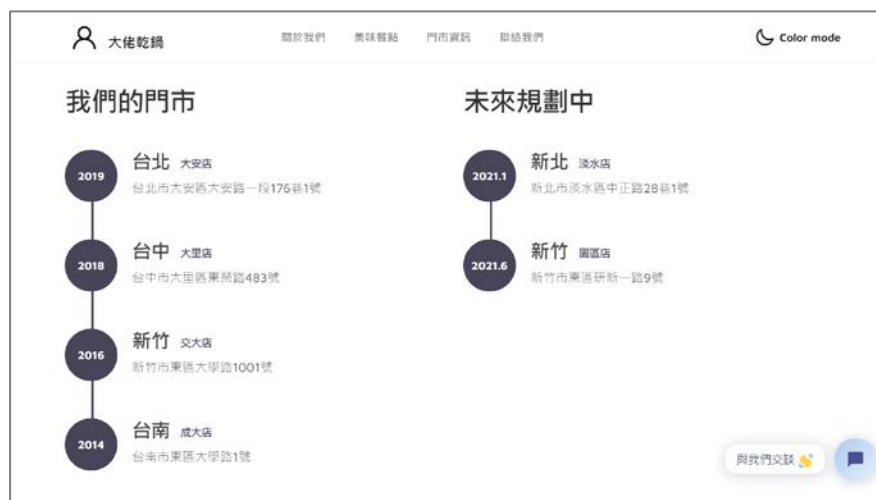 大佬乾鍋
關於我們 美味餐點 門市資訊 聯絡我們
Color mode
我們的門市
2019
台北 大安店
台北市大安區大安路一段176巷1號
2018
台中 大里店
台中市大里區東榮路483號
2016
新竹 交大店
新竹市東區大學路1001號
2014
台南 成大店
台南市東區大學路1號
未來規劃中
2021.1
新北 淡水店
新北市淡水區中正路28巷1號
2021.6
新竹 園區店
新竹市東區研新一路9號
與我們交談 👋